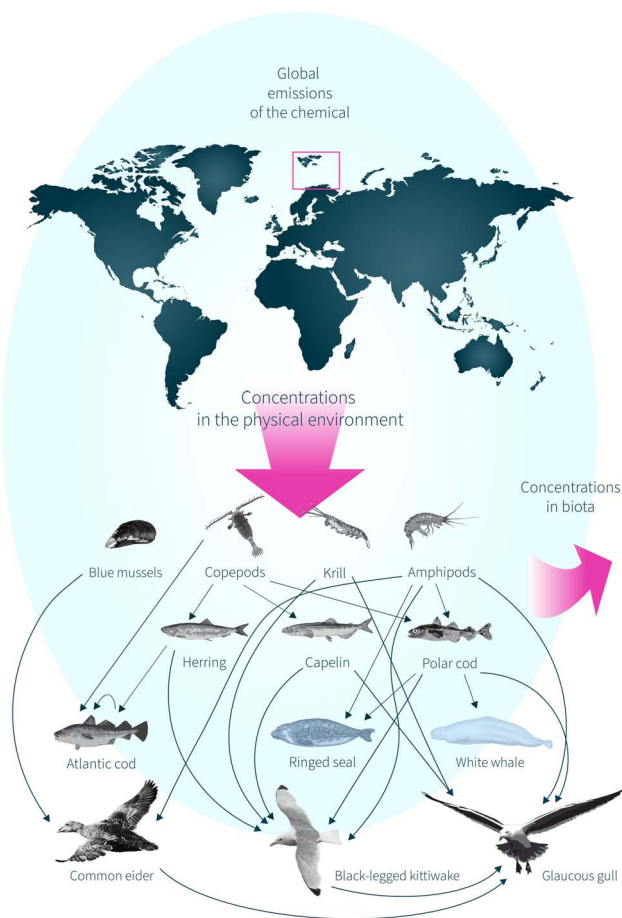 Global
emissions
of the chemical
Concentrations
in the physical environment
Concentrations
in biota
Blue mussels
Copepods
Krill
Amphipods
Herring
Capelin
Polar cod
Atlantic cod
Ringed seal
White whale
Common eider
Black-legged kittiwake
Glaucous gull